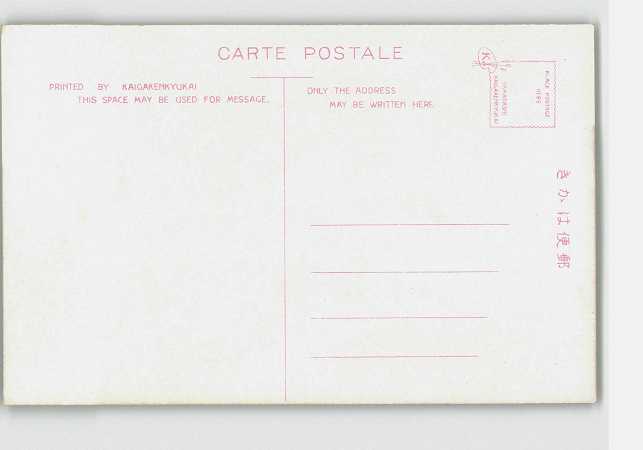 CARTE POSTALE
PRINTED BY KAIGAKENKYUKAI
THIS SPACE MAY BE USED FOR MESSAGE.
ONLY THE ADDRESS
MAY BE WRITTEN HERE
PLACE POSTAGE
HERE
KAIGAKENKYUKAI
きかは便郵